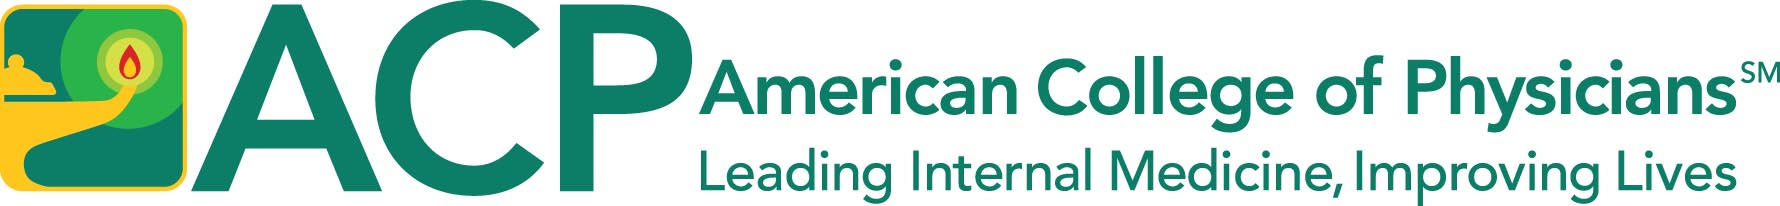 ACP
American College of Physicians℠
Leading Internal Medicine, Improving Lives